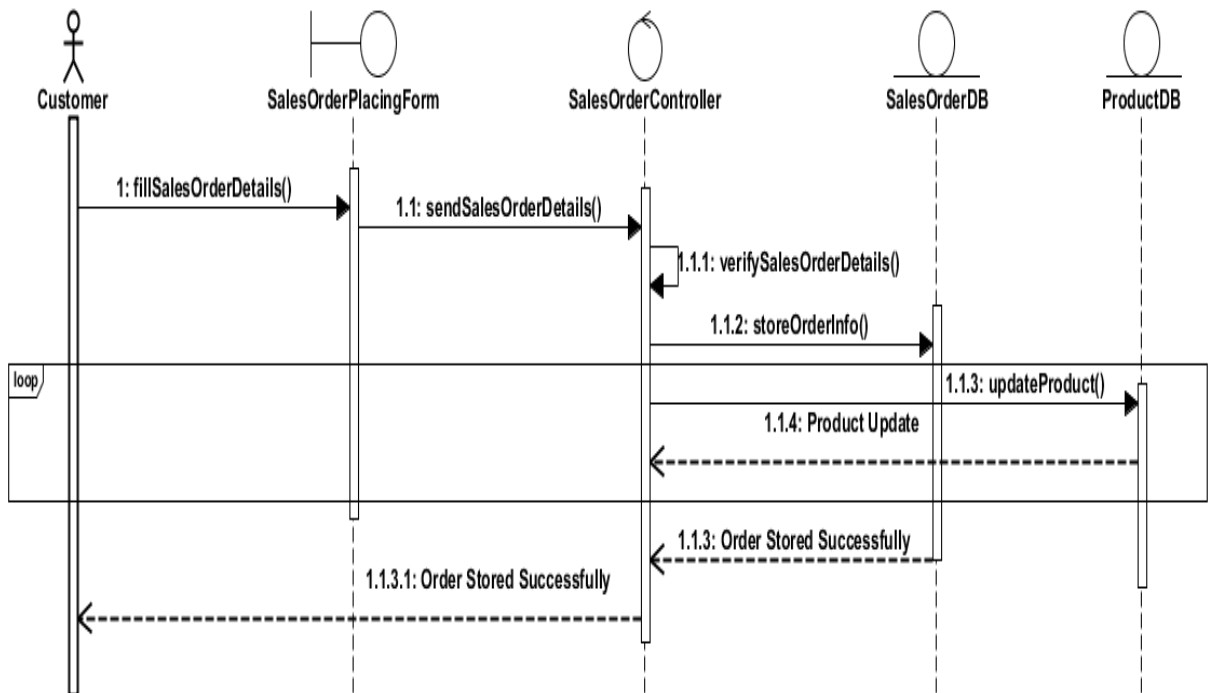 Customer
SalesOrderPlacingForm
SalesOrderController
SalesOrderDB
ProductDB
1: fillSalesOrderDetails()
1.1: sendSalesOrderDetails()
1.1.1: verifySalesOrderDetails()
1.1.2: storeOrderInfo()
loop
1.1.3: updateProduct()
1.1.4: Product Update
1.1.3: Order Stored Successfully
1.1.3.1: Order Stored Successfully